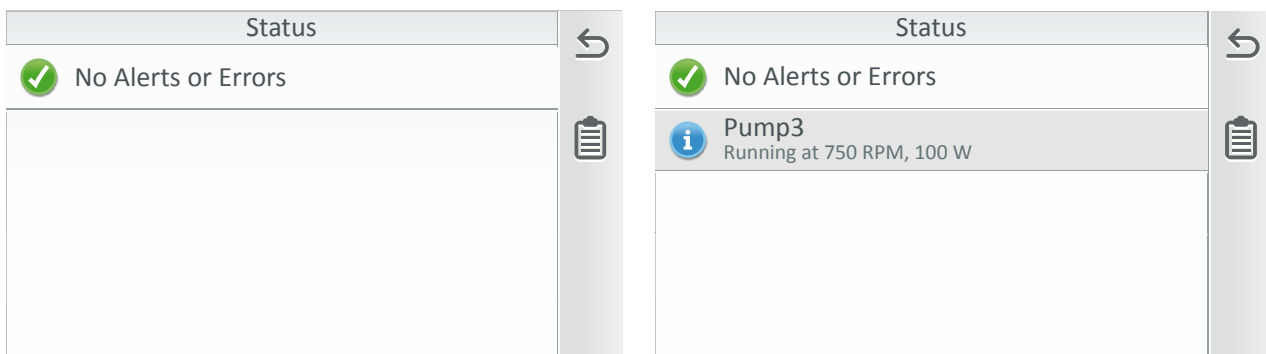 Status
No Alerts or Errors
Status
No Alerts or Errors
Pump3
Running at 750 RPM, 100 W